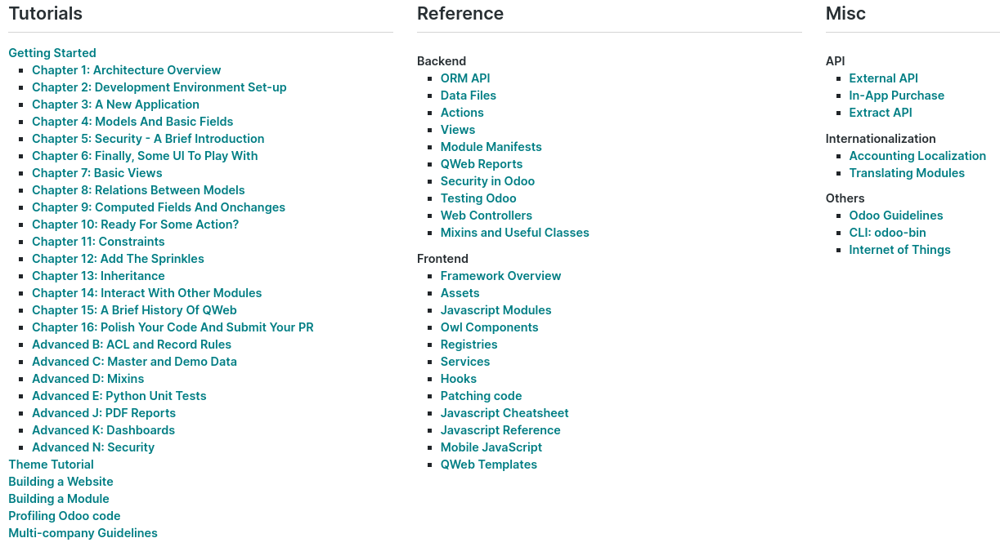 Tutorials
Getting Started
Chapter 1: Architecture Overview
Chapter 2: Development Environment Set-up
Chapter 3: A New Application
Chapter 4: Models And Basic Fields
Chapter 5: Security - A Brief Introduction
Chapter 6: Finally, Some UI To Play With
Chapter 7: Basic Views
Chapter 8: Relations Between Models
Chapter 9: Computed Fields And Onchanges
Chapter 10: Ready For Some Action?
Chapter 11: Constraints
Chapter 12: Add The Sprinkles
Chapter 13: Inheritance
Chapter 14: Interact With Other Modules
Chapter 15: A Brief History Of QWeb
Chapter 16: Polish Your Code And Submit Your PR
Advanced B: ACL and Record Rules
Advanced C: Master and Demo Data
Advanced D: Mixins
Advanced E: Python Unit Tests
Advanced J: PDF Reports
Advanced K: Dashboards
Advanced N: Security
Theme Tutorial
Building a Website
Building a Module
Profiling Odoo code
Multi-company Guidelines
Reference
Backend
ORM API
Data Files
Actions
Views
Module Manifests
QWeb Reports
Security in Odoo
Testing Odoo
Web Controllers
Mixins and Useful Classes
Frontend
Framework Overview
Assets
Javascript Modules
Owl Components
Registries
Services
Hooks
Patching code
Javascript Cheatsheet
Javascript Reference
Mobile JavaScript
QWeb Templates
Misc
API
External API
In-App Purchase
Extract API
Internationalization
Accounting Localization
Translating Modules
Others
Odoo Guidelines
CLI: odoo-bin
Internet of Things